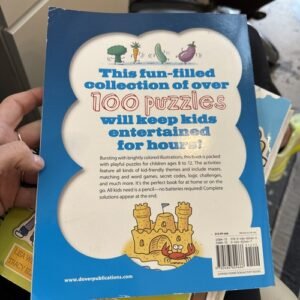 This fun-filled
collection of over
100 puzzles
will keep kids
entertained
for hours!
Bursting with brightly colored illustrations, this book is packed
with playful puzzles for children ages 8 to 12. The activities
feature all kinds of kid-friendly themes and include mazes,
matching and word games, secret codes, logic challenges,
and much more. It's the perfect book for at home or on the
go. All kids need is a pencil—no batteries required! Complete
solutions appear at the end.
www.doverpublications.com